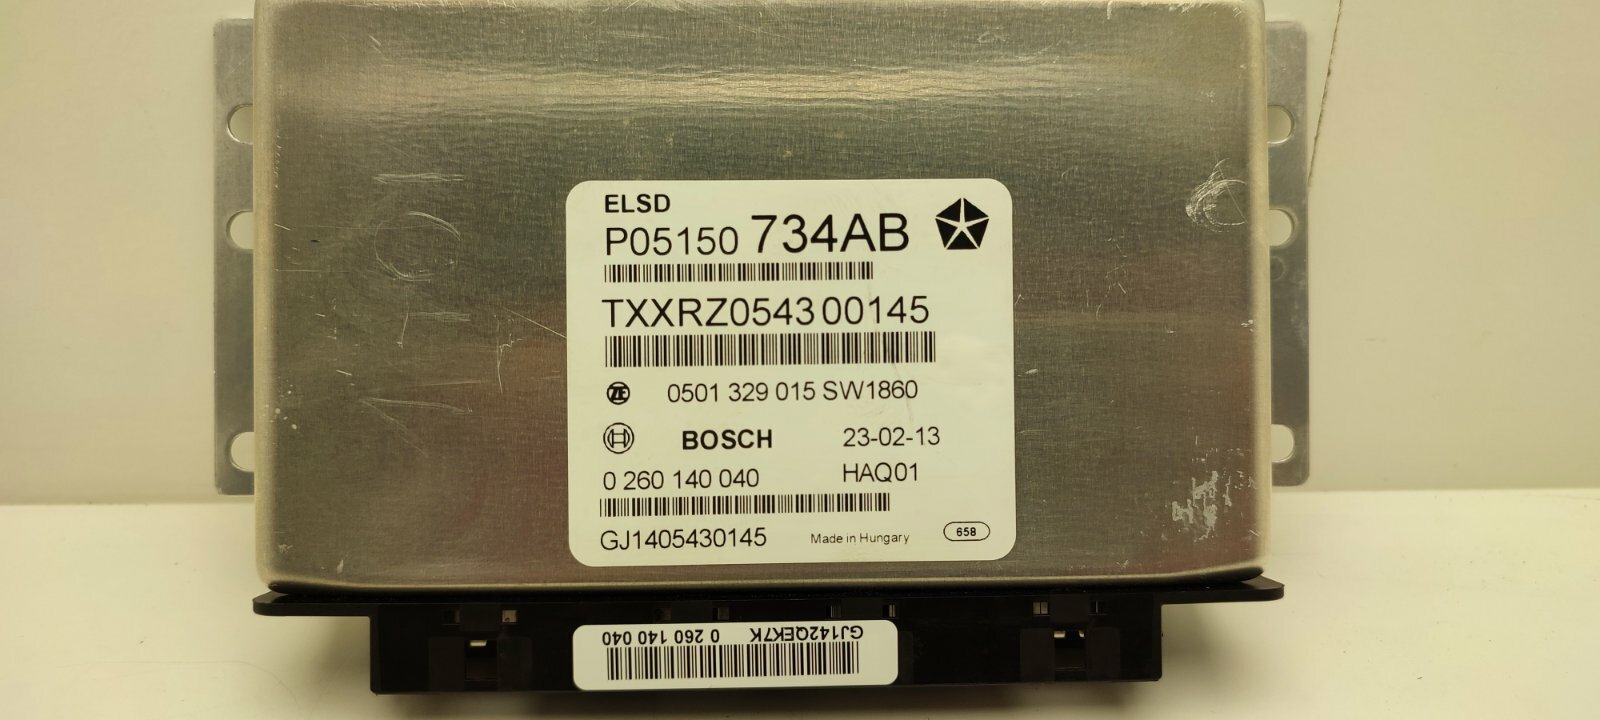 ELSD
P05150 734AB
TXXRZ0543 00145
ZF 0501 329 015 SW1860
BOSCH 23-02-13
0 260 140 040 HAQ01
GJ1405430145 Made in Hungary 658
GJ142QEK7K 0 260 140 040